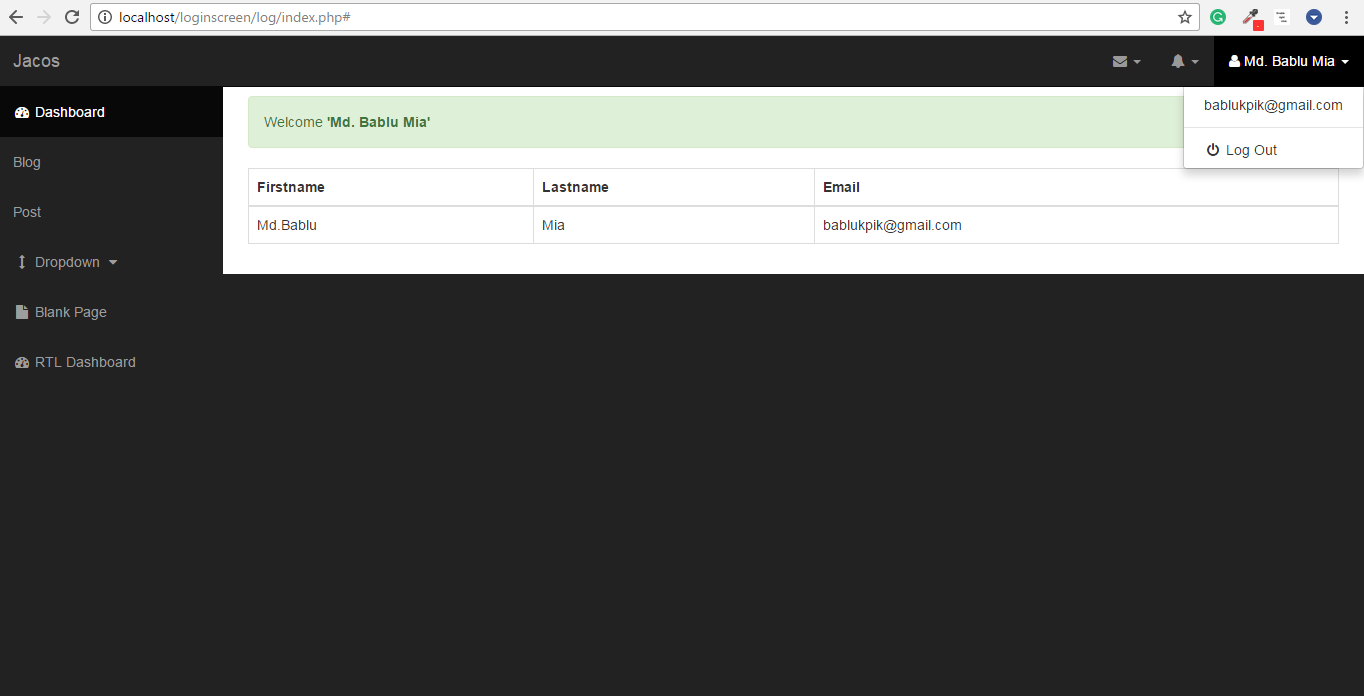 localhost/loginscreen/log/index.php#
Jacos
Md. Bablu Mia
bablukpik@gmail.com
Log Out
Dashboard
Blog
Post
Dropdown
Blank Page
RTL Dashboard
Welcome 'Md. Bablu Mia'
Firstname Lastname Email
Md.Bablu Mia bablukpik@gmail.com